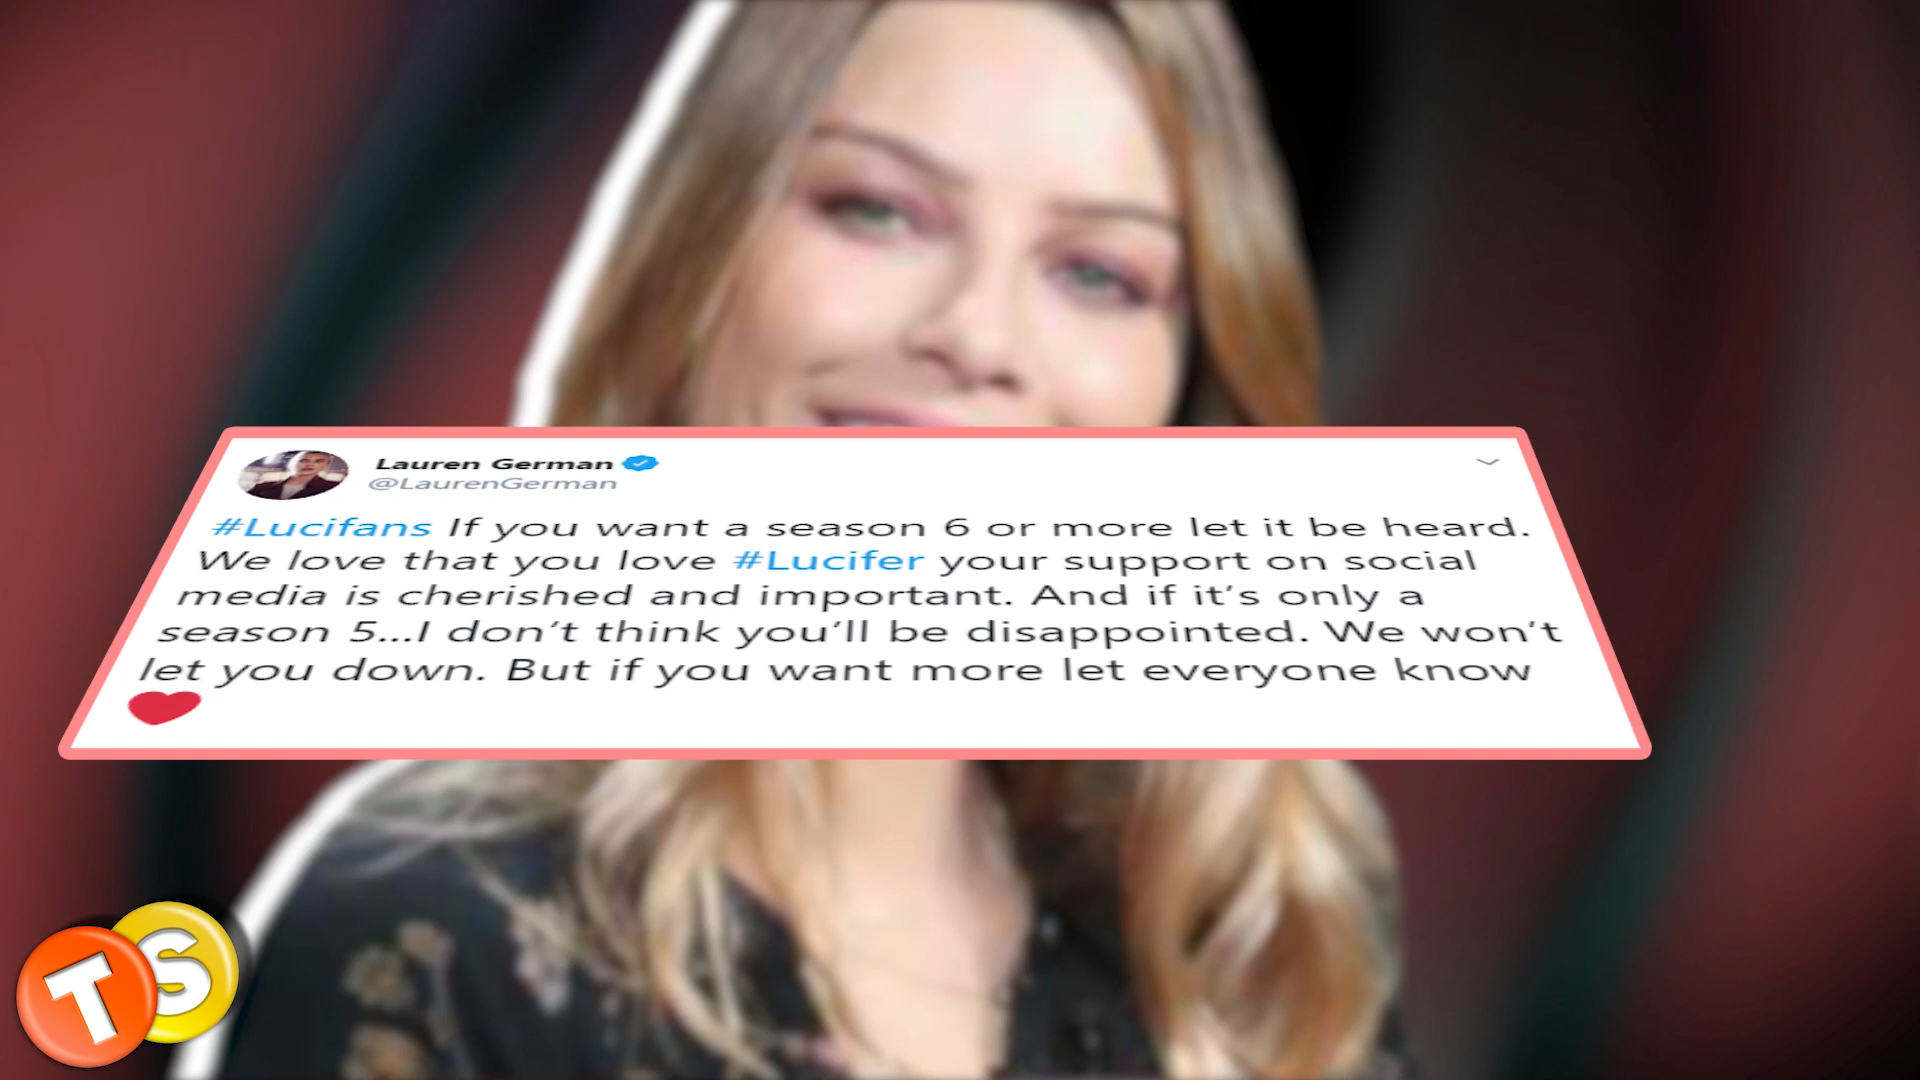 Lauren German
@LaurenGerman
#Lucifans If you want a season 6 or more let it be heard.
We love that you love #Lucifer your support on social
media is cherished and important. And if it’s only a
season 5...I don’t think you’ll be disappointed. We won’t
let you down. But if you want more let everyone know
TS